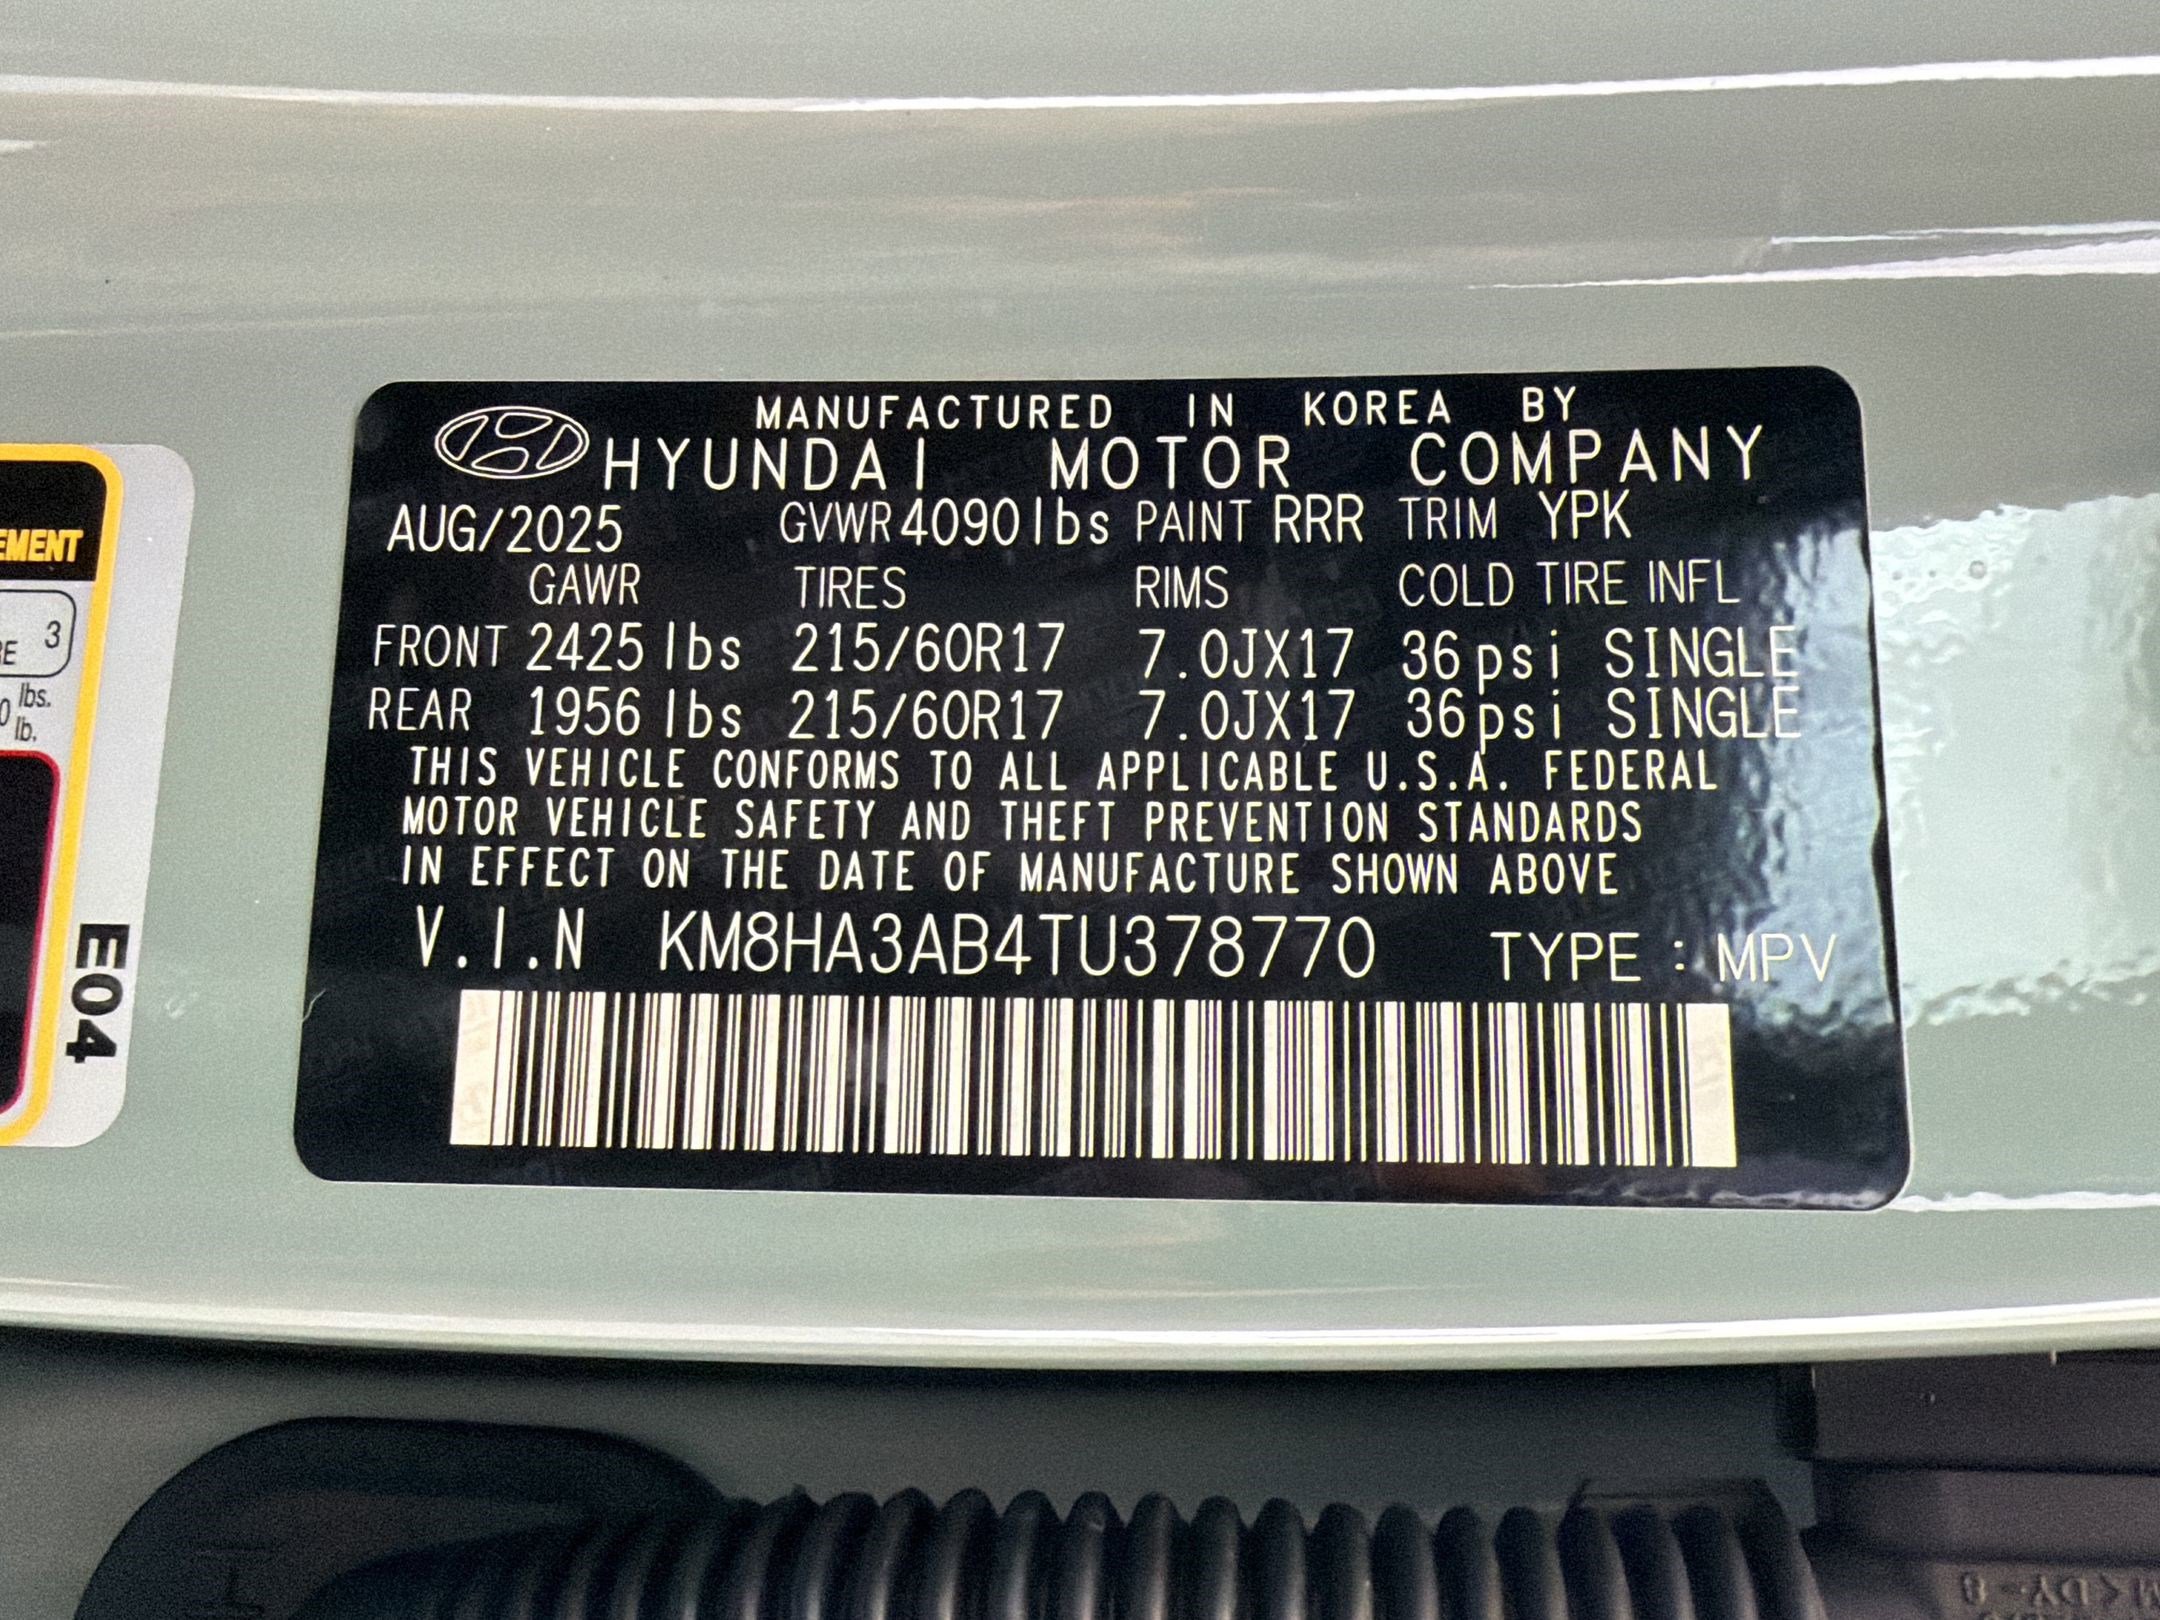 MANUFACTURED IN KOREA BY
HYUNDAI MOTOR COMPANY
AUG/2025 GVWR 4090lbs PAINT RRR TRIM YPK
GAWR TIRES RIMS COLD TIRE INFL
FRONT 2425 lbs 215/60R17 7.0JX17 36psi SINGLE
REAR 1956 lbs 215/60R17 7.0JX17 36psi SINGLE
THIS VEHICLE CONFORMS TO ALL APPLICABLE U.S.A. FEDERAL
MOTOR VEHICLE SAFETY AND THEFT PREVENTION STANDARDS
IN EFFECT ON THE DATE OF MANUFACTURE SHOWN ABOVE
V.I.N KM8HA3AB4TU378770 TYPE : MPV
3
lbs.
lb.
E04